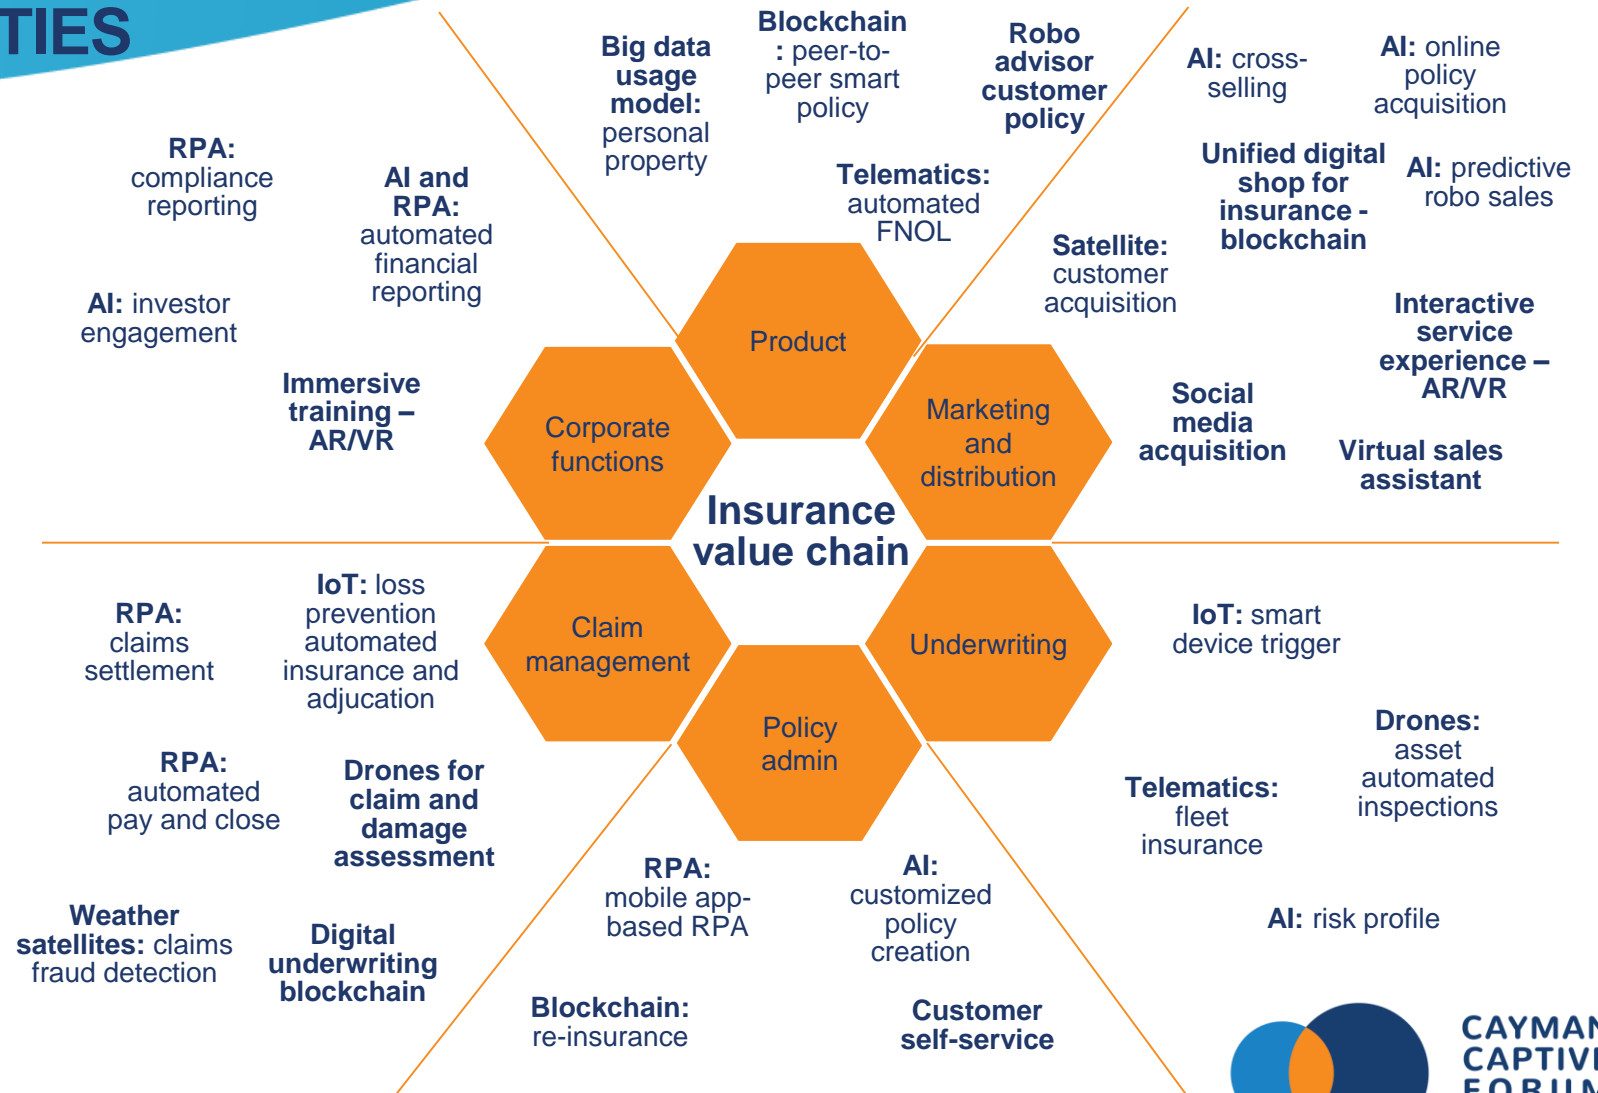 TIES
Big data
usage
model:
personal
property
Blockchain
: peer-to-
peer smart
policy
Robo
advisor
customer
policy
Telematics:
automated
FNOL
AI: cross-
selling
AI: online
policy
acquisition
Unified digital
shop for
insurance -
blockchain
AI: predictive
robo sales
Satellite:
customer
acquisition
Interactive
service
experience –
AR/VR
Social
media
acquisition
Virtual sales
assistant
RPA:
compliance
reporting
AI and
RPA:
automated
financial
reporting
AI: investor
engagement
Immersive
training –
AR/VR
Product
Corporate
functions
Marketing
and
distribution
Insurance
value chain
Claim
management
Underwriting
Policy
admin
RPA:
claims
settlement
IoT: loss
prevention
automated
insurance and
adjucation
RPA:
automated
pay and close
Drones for
claim and
damage
assessment
Weather
satellites: claims
fraud detection
Digital
underwriting
blockchain
RPA:
mobile app-
based RPA
AI:
customized
policy
creation
Blockchain:
re-insurance
Customer
self-service
IoT: smart
device trigger
Drones:
asset
automated
inspections
Telematics:
fleet
insurance
AI: risk profile
CAYMAN
CAPTIVE
FORUM